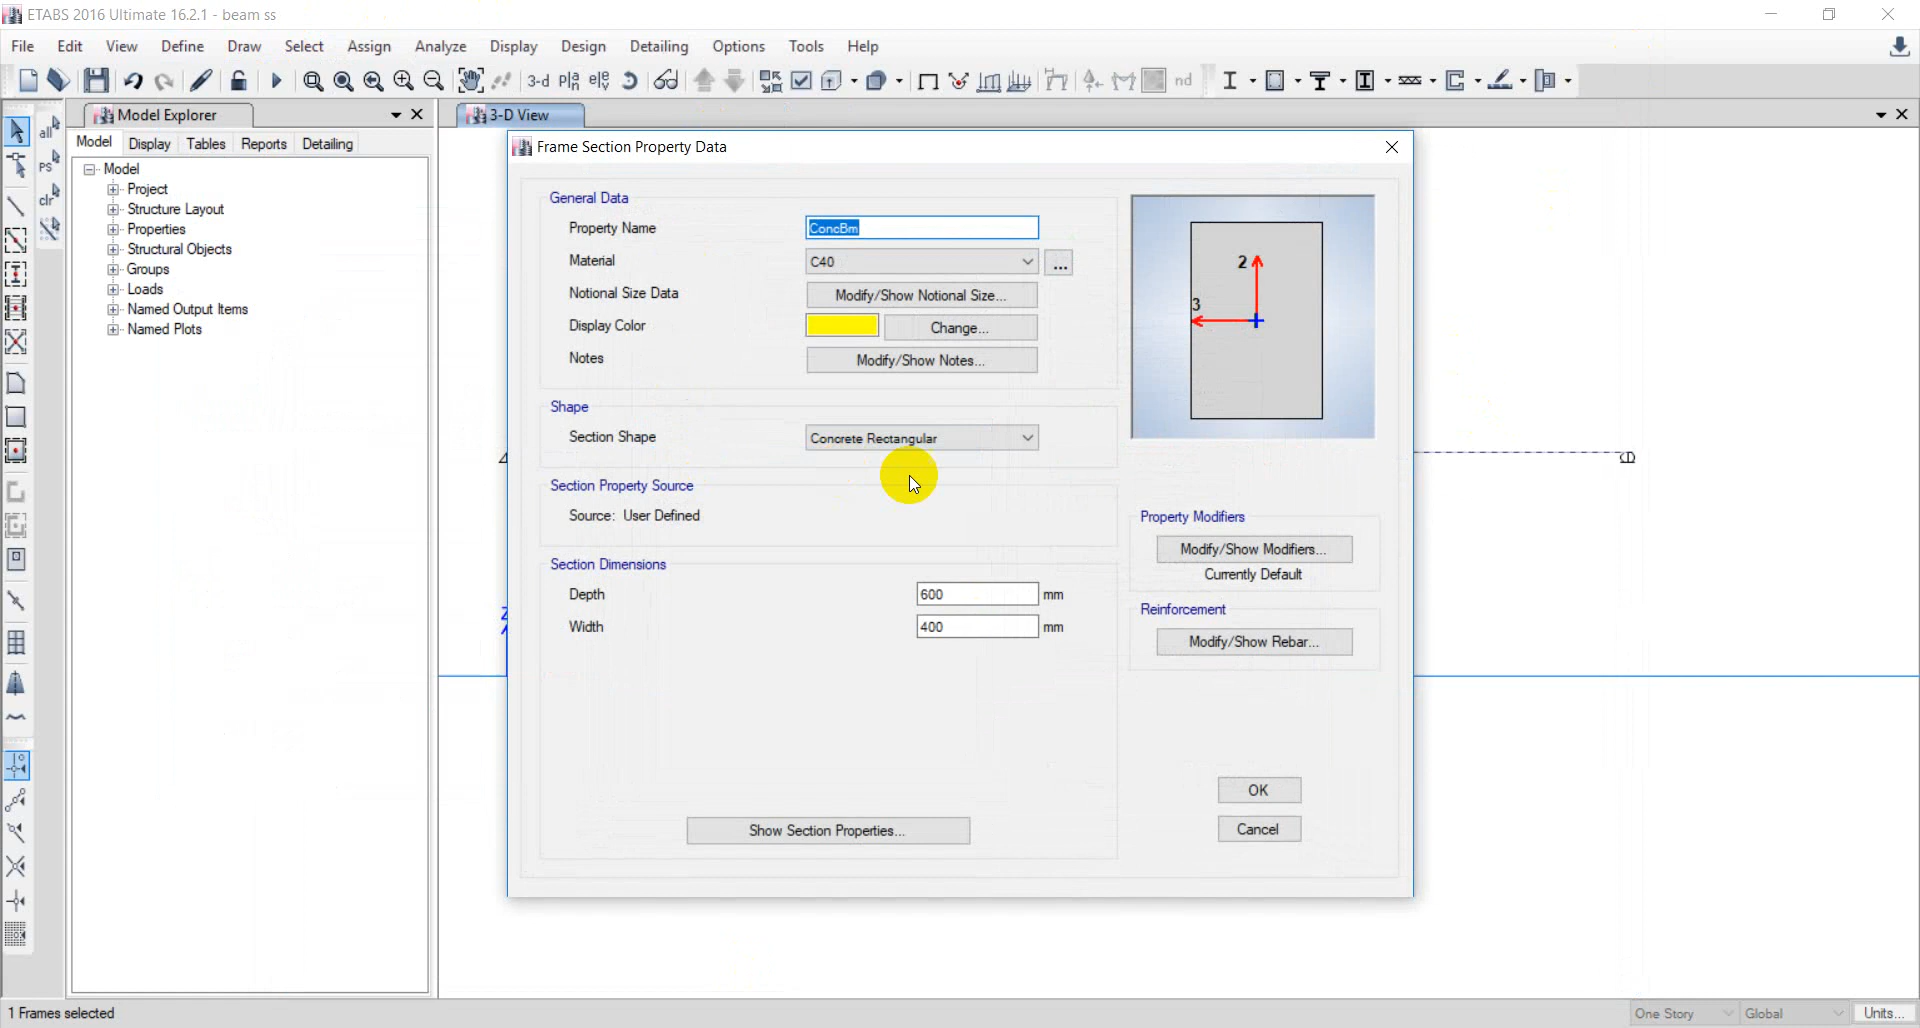 ETABS 2016 Ultimate 16.2.1 - beam ss
File Edit View Define Draw Select Assign Analyze Display Design Detailing Options Tools Help
3-d nd
Model Explorer
3-D View
all
Model Display Tables Reports Detailing
Frame Section Property Data
PS
Model
Project
clr
Structure Layout
Properties
Structural Objects
Groups
Loads
Named Output Items
Named Plots
General Data
Property Name ConcBm
Material C40 ...
Notional Size Data Modify/Show Notional Size...
Display Color Change...
Notes Modify/Show Notes...
2
3
Shape
Section Shape Concrete Rectangular
Section Property Source
Source: User Defined
Section Dimensions
Depth 600 mm
Width 400 mm
Property Modifiers
Modify/Show Modifiers...
Currently Default
Reinforcement
Modify/Show Rebar...
OK
Cancel
Show Section Properties...
1 Frames selected
One Story Global Units...